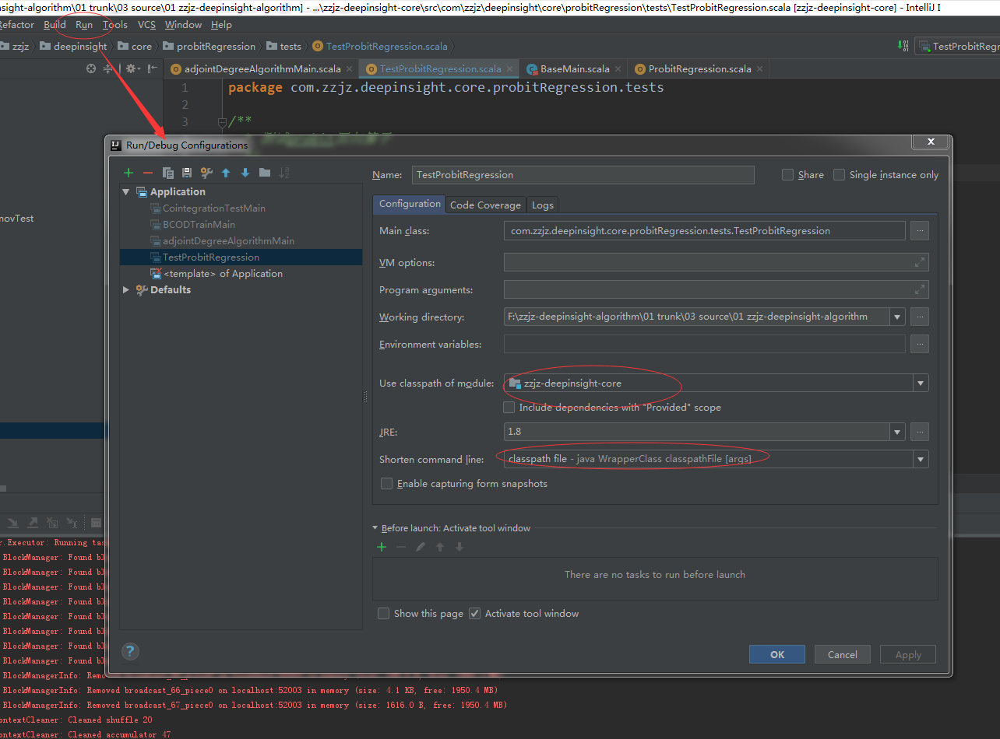 nsight-algorithm\01 trunk\03 source\01 zzjz-deepinsight-algorithm] - ...\zzjz-deepinsight-core\src\com\zzjz\deepinsight\core\probitRegression\tests\TestProbitRegression.scala [zzjz-deepinsight-core] - IntelliJ I
Refactor Build Run Tools VCS Window Help
zzjz deepinsight core probitRegression tests TestProbitRegression.scala TestProbitRegr
adjointDegreeAlgorithmMain.scala TestProbitRegression.scala BaseMain.scala ProbitRegression.scala
1 package com.zzjz.deepinsight.core.probitRegression.tests
2
3 /**
Run/Debug Configurations
Name: TestProbitRegression Share Single instance only
Application
CointegrationTestMain
BCODTrainMain
adjointDegreeAlgorithmMain
TestProbitRegression
<template> of Application
Defaults
novTest
Configuration Code Coverage Logs
Main class: com.zzjz.deepinsight.core.probitRegression.tests.TestProbitRegression
VM options:
Program arguments:
Working directory: F:\zzjz-deepinsight-algorithm\01 trunk\03 source\01 zzjz-deepinsight-algorithm
Environment variables:
Use classpath of module: zzjz-deepinsight-core
Include dependencies with "Provided" scope
JRE: 1.8
Shorten command line: classpath file - java WrapperClass classpathFile [args]
Enable capturing form snapshots
Before launch: Activate tool window
There are no tasks to run before launch
Show this page Activate tool window
? OK Cancel Apply
r.Executor: Running tas
BlockManager: Found bl
BlockManager: Found bl
BlockManager: Found bl
BlockManager: Found bl
BlockManager: Found bl
BlockManager: Found bl
BlockManager: Found bl
BlockManager: Found bl
BlockManagerInfo: Remo
BlockManagerInfo: Removed broadcast_66_piece0 on localhost:52003 in memory (size: 4.1 KB, free: 1950.4 MB)
BlockManagerInfo: Removed broadcast_67_piece0 on localhost:52003 in memory (size: 1616.0 B, free: 1950.4 MB)
ontextCleaner: Cleaned shuffle 20
ontextCleaner: Cleaned accumulator 47